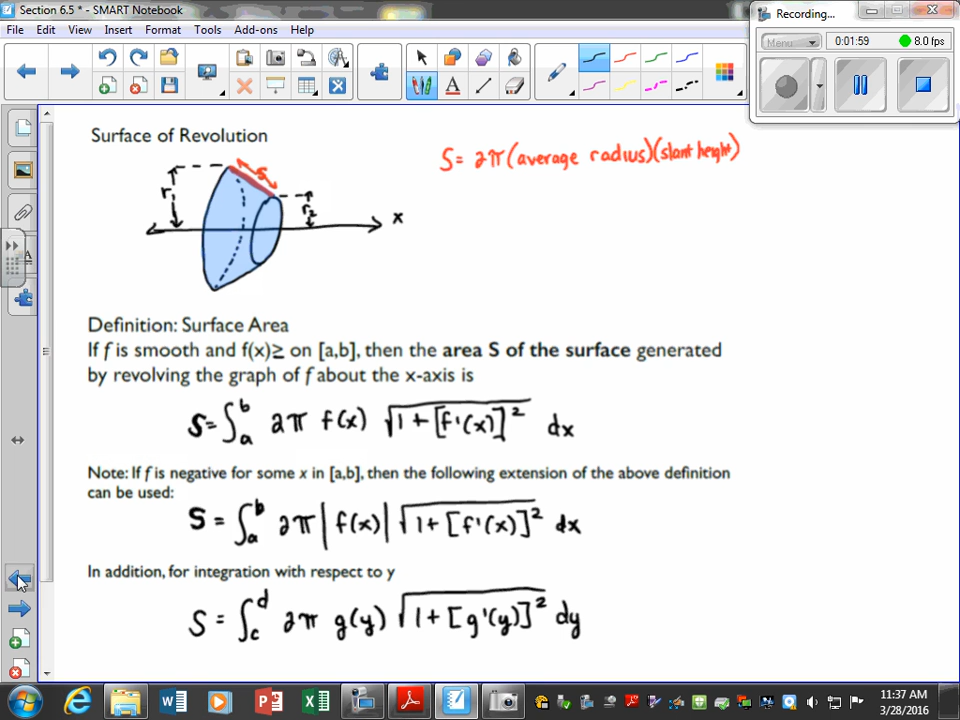 Section 6.5 * - SMART Notebook
File Edit View Insert Format Tools Add-ons Help
Recording...
Menu
0:01:59
8.0 fps
Surface of Revolution
S = 2π(average radius)(slant height)
s
r₁
r₂
x
Definition: Surface Area
If f is smooth and f(x)≥ on [a,b], then the area S of the surface generated
by revolving the graph of f about the x-axis is
S=∫ₐᵇ 2π f(x) √(1+[f'(x)]²) dx
Note: If f is negative for some x in [a,b], then the following extension of the above definition
can be used:
S = ∫ₐᵇ 2π|f(x)|√(1+[f'(x)]²) dx
In addition, for integration with respect to y
S = ∫_c^d 2π g(y) √(1+[g'(y)]²) dy
11:37 AM
3/28/2016